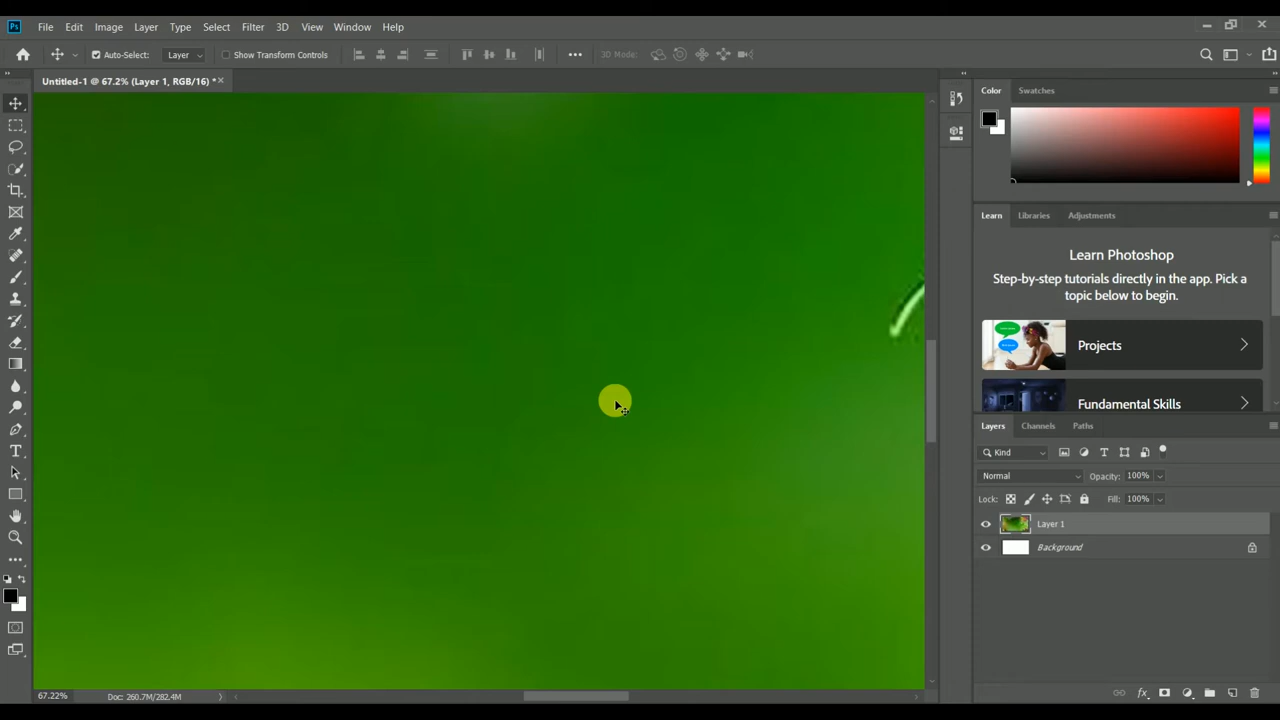 Ps File Edit Image Layer Type Select Filter 3D View Window Help
Auto-Select: Layer Show Transform Controls 3D Mode:
Untitled-1 @ 67.2% (Layer 1, RGB/16) *
Color Swatches
Learn Libraries Adjustments
Learn Photoshop
Step-by-step tutorials directly in the app. Pick a
topic below to begin.
Projects
Fundamental Skills
Layers Channels Paths
Kind
Normal Opacity: 100%
Lock: Fill: 100%
Layer 1
Background
67.22% Doc: 260.7M/282.4M